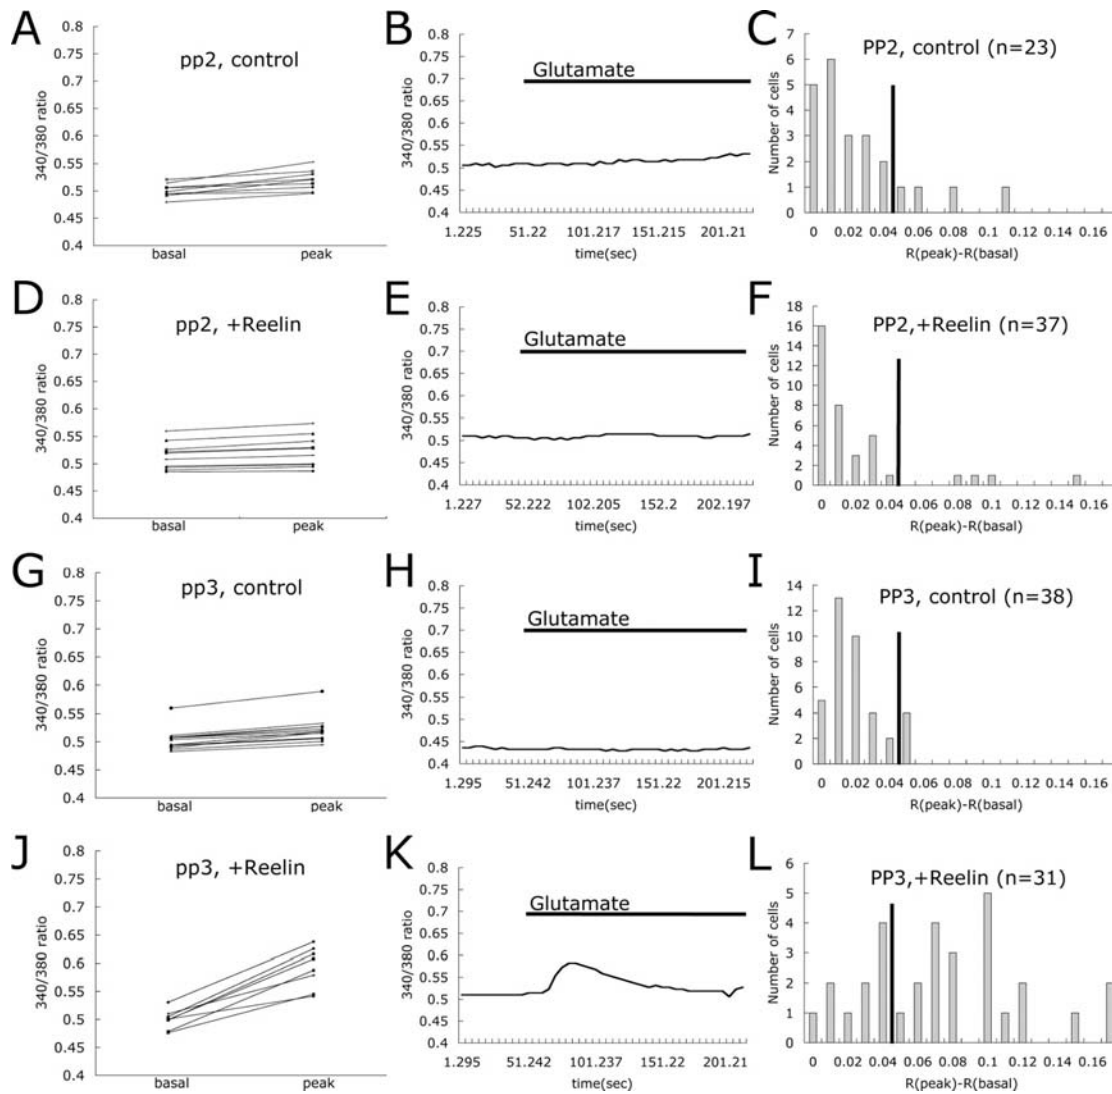 A
pp2, control
340/380 ratio
0.8
0.75
0.7
0.65
0.6
0.55
0.5
0.45
0.4
basal peak
B
Glutamate
340/380 ratio
0.8
0.75
0.7
0.65
0.6
0.55
0.5
0.45
0.4
1.225 51.22 101.217 151.215 201.21
time(sec)
C
PP2, control (n=23)
Number of cells
7
6
5
4
3
2
1
0
0 0.02 0.04 0.06 0.08 0.1 0.12 0.14 0.16
R(peak)-R(basal)
D
pp2, +Reelin
340/380 ratio
0.8
0.75
0.7
0.65
0.6
0.55
0.5
0.45
0.4
basal peak
E
Glutamate
340/380 ratio
0.8
0.75
0.7
0.65
0.6
0.55
0.5
0.45
0.4
1.227 52.222 102.205 152.2 202.197
time(sec)
F
PP2,+Reelin (n=37)
Number of cells
18
16
14
12
10
8
6
4
2
0
0 0.02 0.04 0.06 0.08 0.1 0.12 0.14 0.16
R(peak)-R(basal)
G
pp3, control
340/380 ratio
0.8
0.75
0.7
0.65
0.6
0.55
0.5
0.45
0.4
basal peak
H
Glutamate
340/380 ratio
0.8
0.75
0.7
0.65
0.6
0.55
0.5
0.45
0.4
1.295 51.242 101.237 151.22 201.215
time(sec)
I
PP3, control (n=38)
Number of cells
14
12
10
8
6
4
2
0
0 0.02 0.04 0.06 0.08 0.1 0.12 0.14 0.16
R(peak)-R(basal)
J
pp3, +Reelin
340/380 ratio
0.8
0.75
0.7
0.65
0.6
0.55
0.5
0.45
0.4
basal peak
K
Glutamate
340/380 ratio
0.8
0.75
0.7
0.65
0.6
0.55
0.5
0.45
0.4
1.295 51.242 101.237 151.22 201.21
time(sec)
L
PP3,+Reelin (n=31)
Number of cells
6
5
4
3
2
1
0
0 0.02 0.04 0.06 0.08 0.1 0.12 0.14 0.16
R(peak)-R(basal)